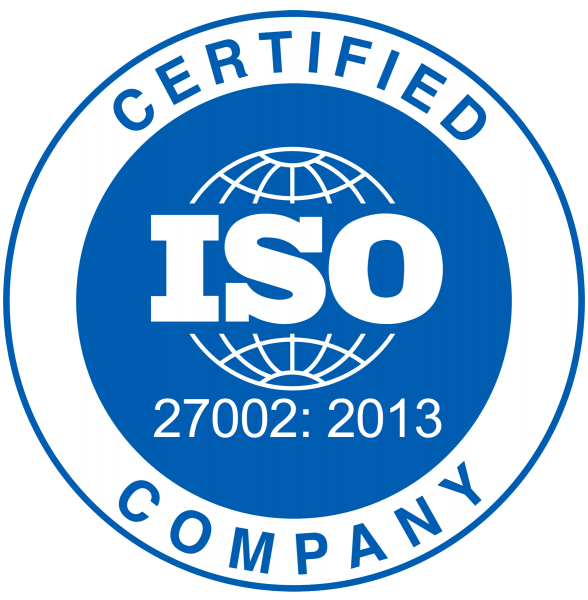 CERTIFIED
ISO
27002: 2013
COMPANY